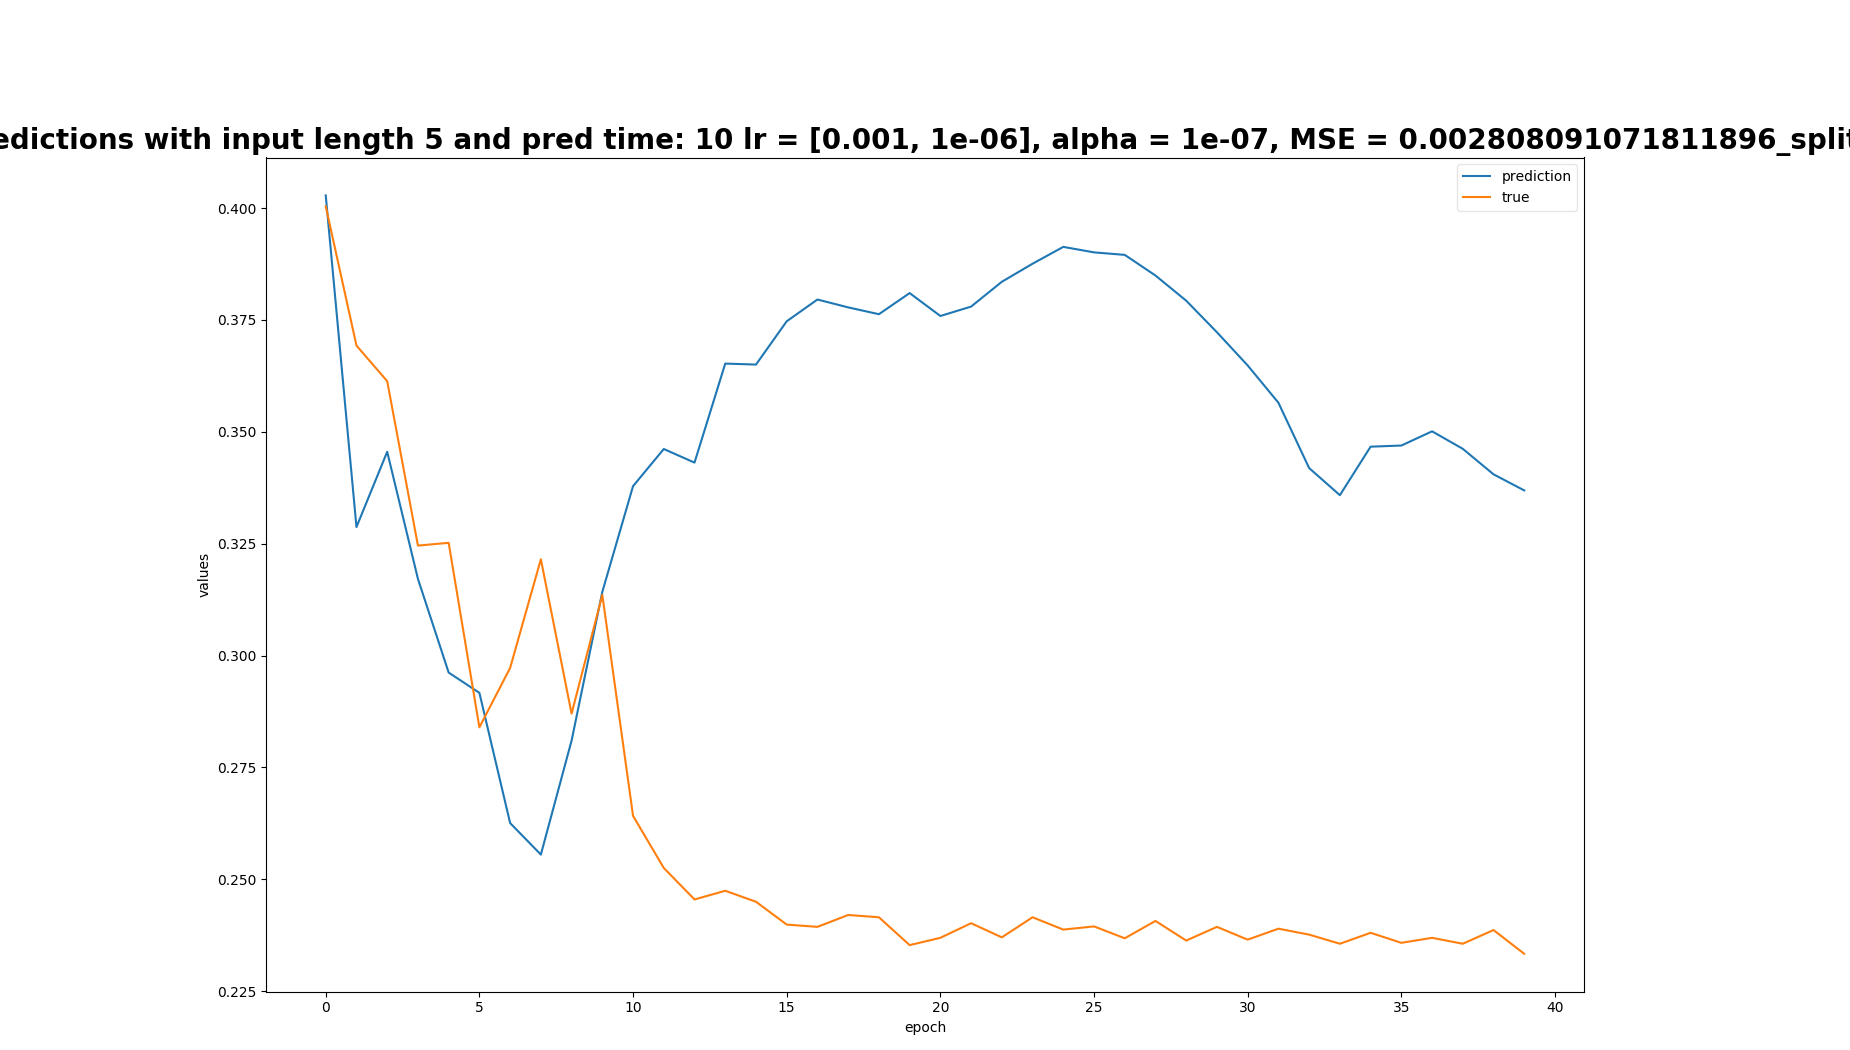 edictions with input length 5 and pred time: 10 lr = [0.001, 1e-06], alpha = 1e-07, MSE = 0.002808091071811896_split
prediction
true
0.400
0.375
0.350
0.325
0.300
0.275
0.250
0.225
values
0 5 10 15 20 25 30 35 40
epoch